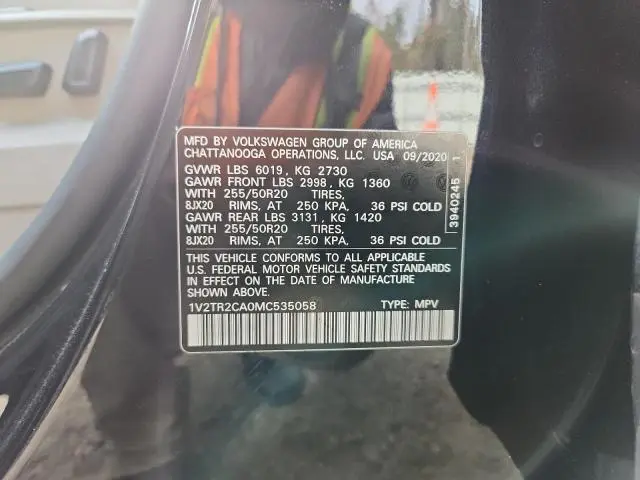 MFD BY VOLKSWAGEN GROUP OF AMERICA
CHATTANOOGA OPERATIONS, LLC. USA 09/2020
GVWR LBS 6019, KG 2730
GAWR FRONT LBS 2998, KG 1360
WITH 255/50R20 TIRES,
8JX20 RIMS, AT 250 KPA, 36 PSI COLD
GAWR REAR LBS 3131, KG 1420
WITH 255/50R20 TIRES,
8JX20 RIMS, AT 250 KPA, 36 PSI COLD
THIS VEHICLE CONFORMS TO ALL APPLICABLE
U.S. FEDERAL MOTOR VEHICLE SAFETY STANDARDS
IN EFFECT ON THE DATE OF MANUFACTURE
SHOWN ABOVE.
1V2TR2CA0MC535058 TYPE: MPV
3940245 1